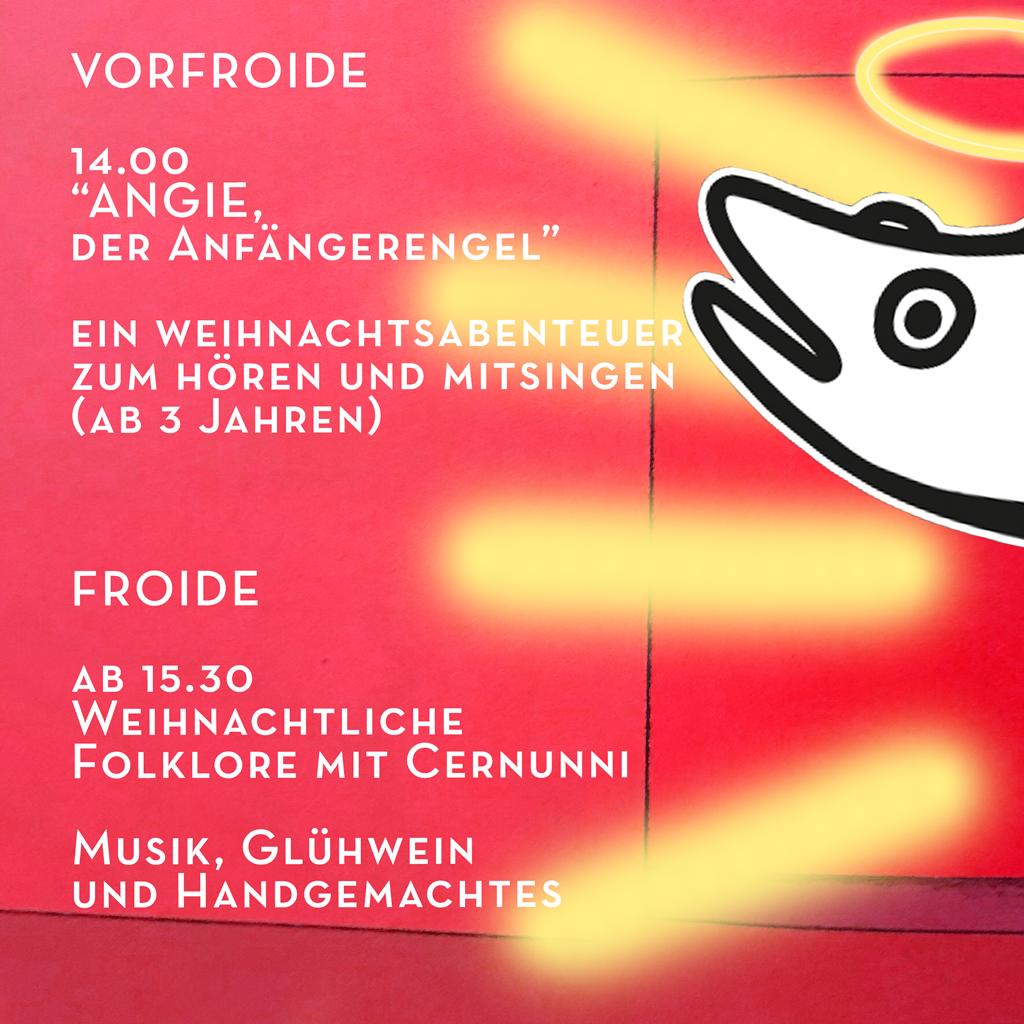 VORFROIDE
14.00
“ANGIE,
DER ANFÄNGERENGEL”
EIN WEIHNACHTSABENTEUER
ZUM HÖREN UND MITSINGEN
(AB 3 JAHREN)
FROIDE
AB 15.30
WEIHNACHTLICHE
FOLKLORE MIT CERNUNNI
MUSIK, GLÜHWEIN
UND HANDGEMACHTES